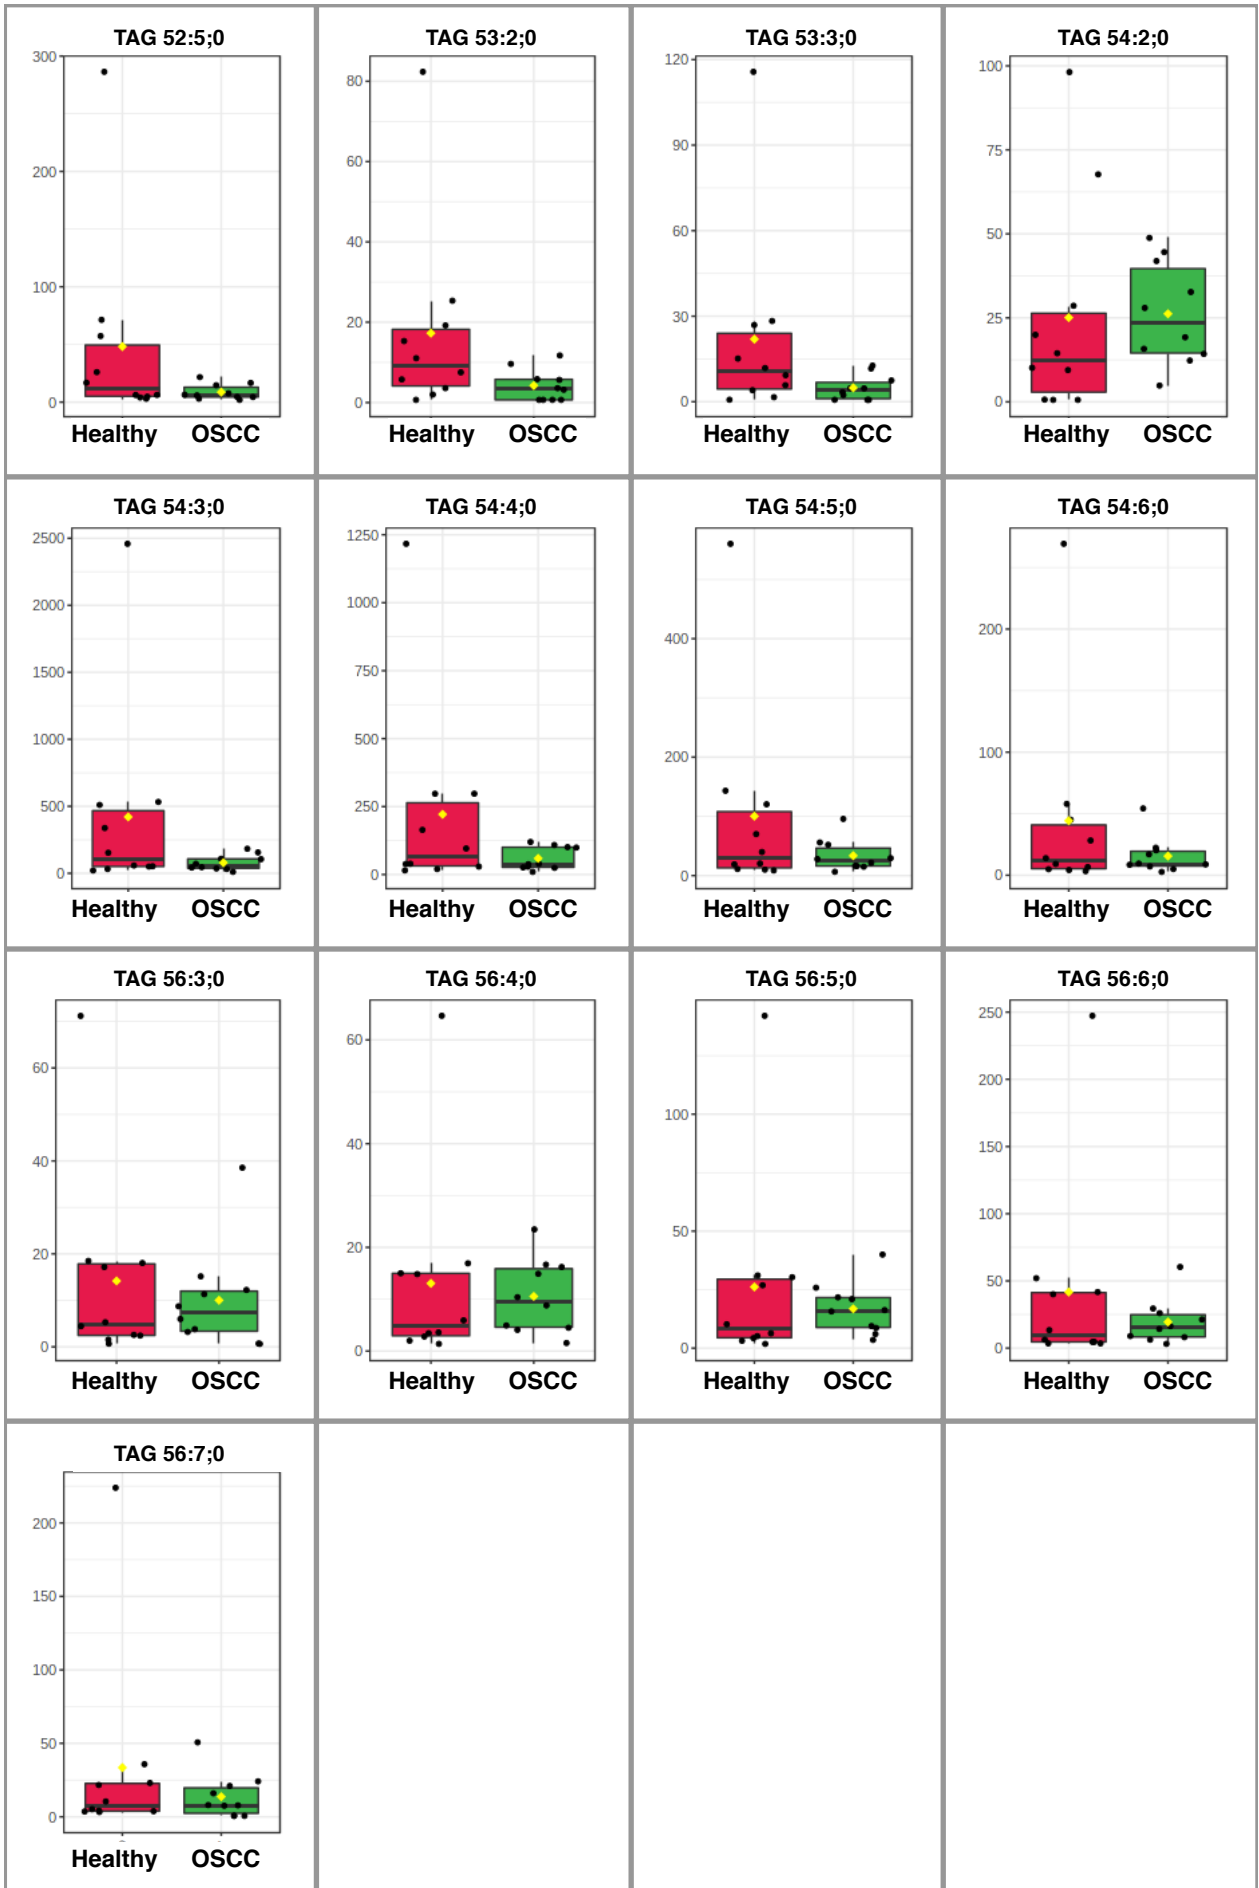 TAG 52:5;0
300
200
100
0
Healthy OSCC
TAG 53:2;0
80
60
40
20
0
Healthy OSCC
TAG 53:3;0
120
90
60
30
0
Healthy OSCC
TAG 54:2;0
100
75
50
25
0
Healthy OSCC
TAG 54:3;0
2500
2000
1500
1000
500
0
Healthy OSCC
TAG 54:4;0
1250
1000
750
500
250
0
Healthy OSCC
TAG 54:5;0
400
200
0
Healthy OSCC
TAG 54:6;0
200
100
0
Healthy OSCC
TAG 56:3;0
60
40
20
0
Healthy OSCC
TAG 56:4;0
60
40
20
0
Healthy OSCC
TAG 56:5;0
100
50
0
Healthy OSCC
TAG 56:6;0
250
200
150
100
50
0
Healthy OSCC
TAG 56:7;0
200
150
100
50
0
Healthy OSCC